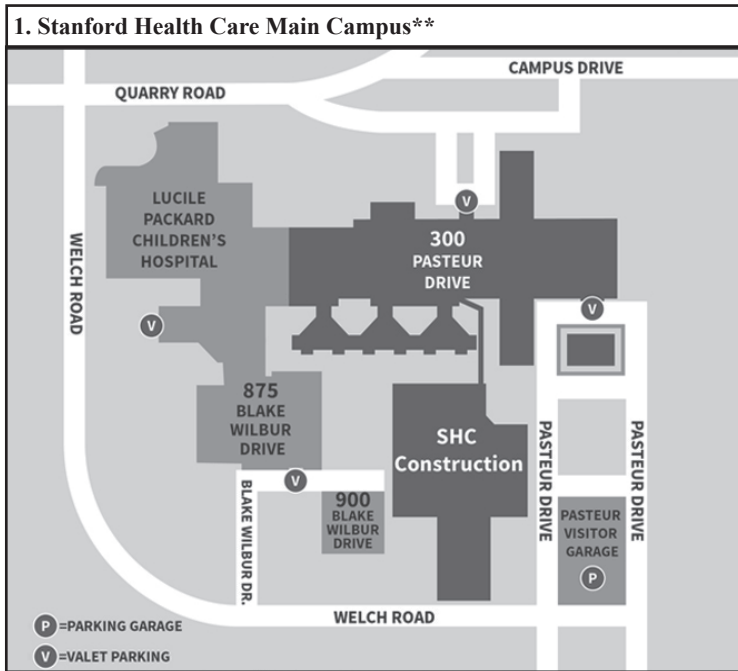 1. Stanford Health Care Main Campus**
CAMPUS DRIVE
QUARRY ROAD
LUCILE
PACKARD
CHILDREN'S
HOSPITAL
V
300
PASTEUR
DRIVE
WELCH ROAD
V
V
875
BLAKE
WILBUR
DRIVE
SHC
Construction
PASTEUR DRIVE
PASTEUR DRIVE
V
BLAKE WILBUR DR.
900
BLAKE
WILBUR
DRIVE
PASTEUR
VISITOR
GARAGE
P
WELCH ROAD
P =PARKING GARAGE
V =VALET PARKING